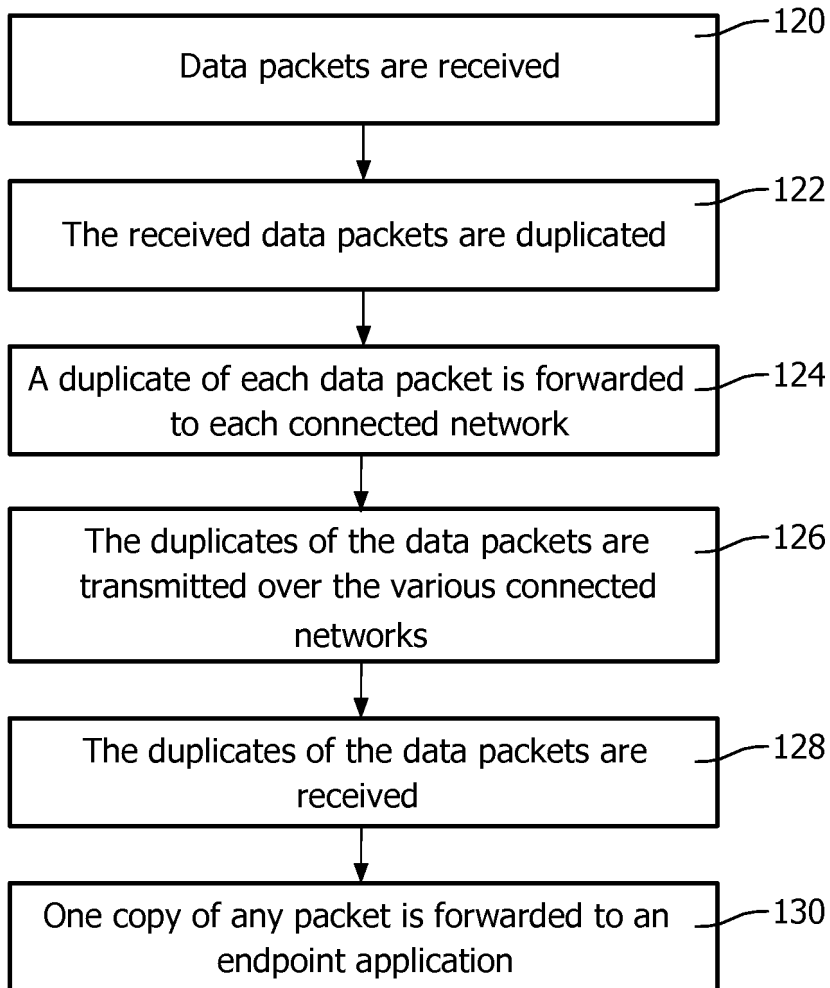 120
Data packets are received
122
The received data packets are duplicated
124
A duplicate of each data packet is forwarded
to each connected network
126
The duplicates of the data packets are
transmitted over the various connected
networks
128
The duplicates of the data packets are
received
130
One copy of any packet is forwarded to an
endpoint application